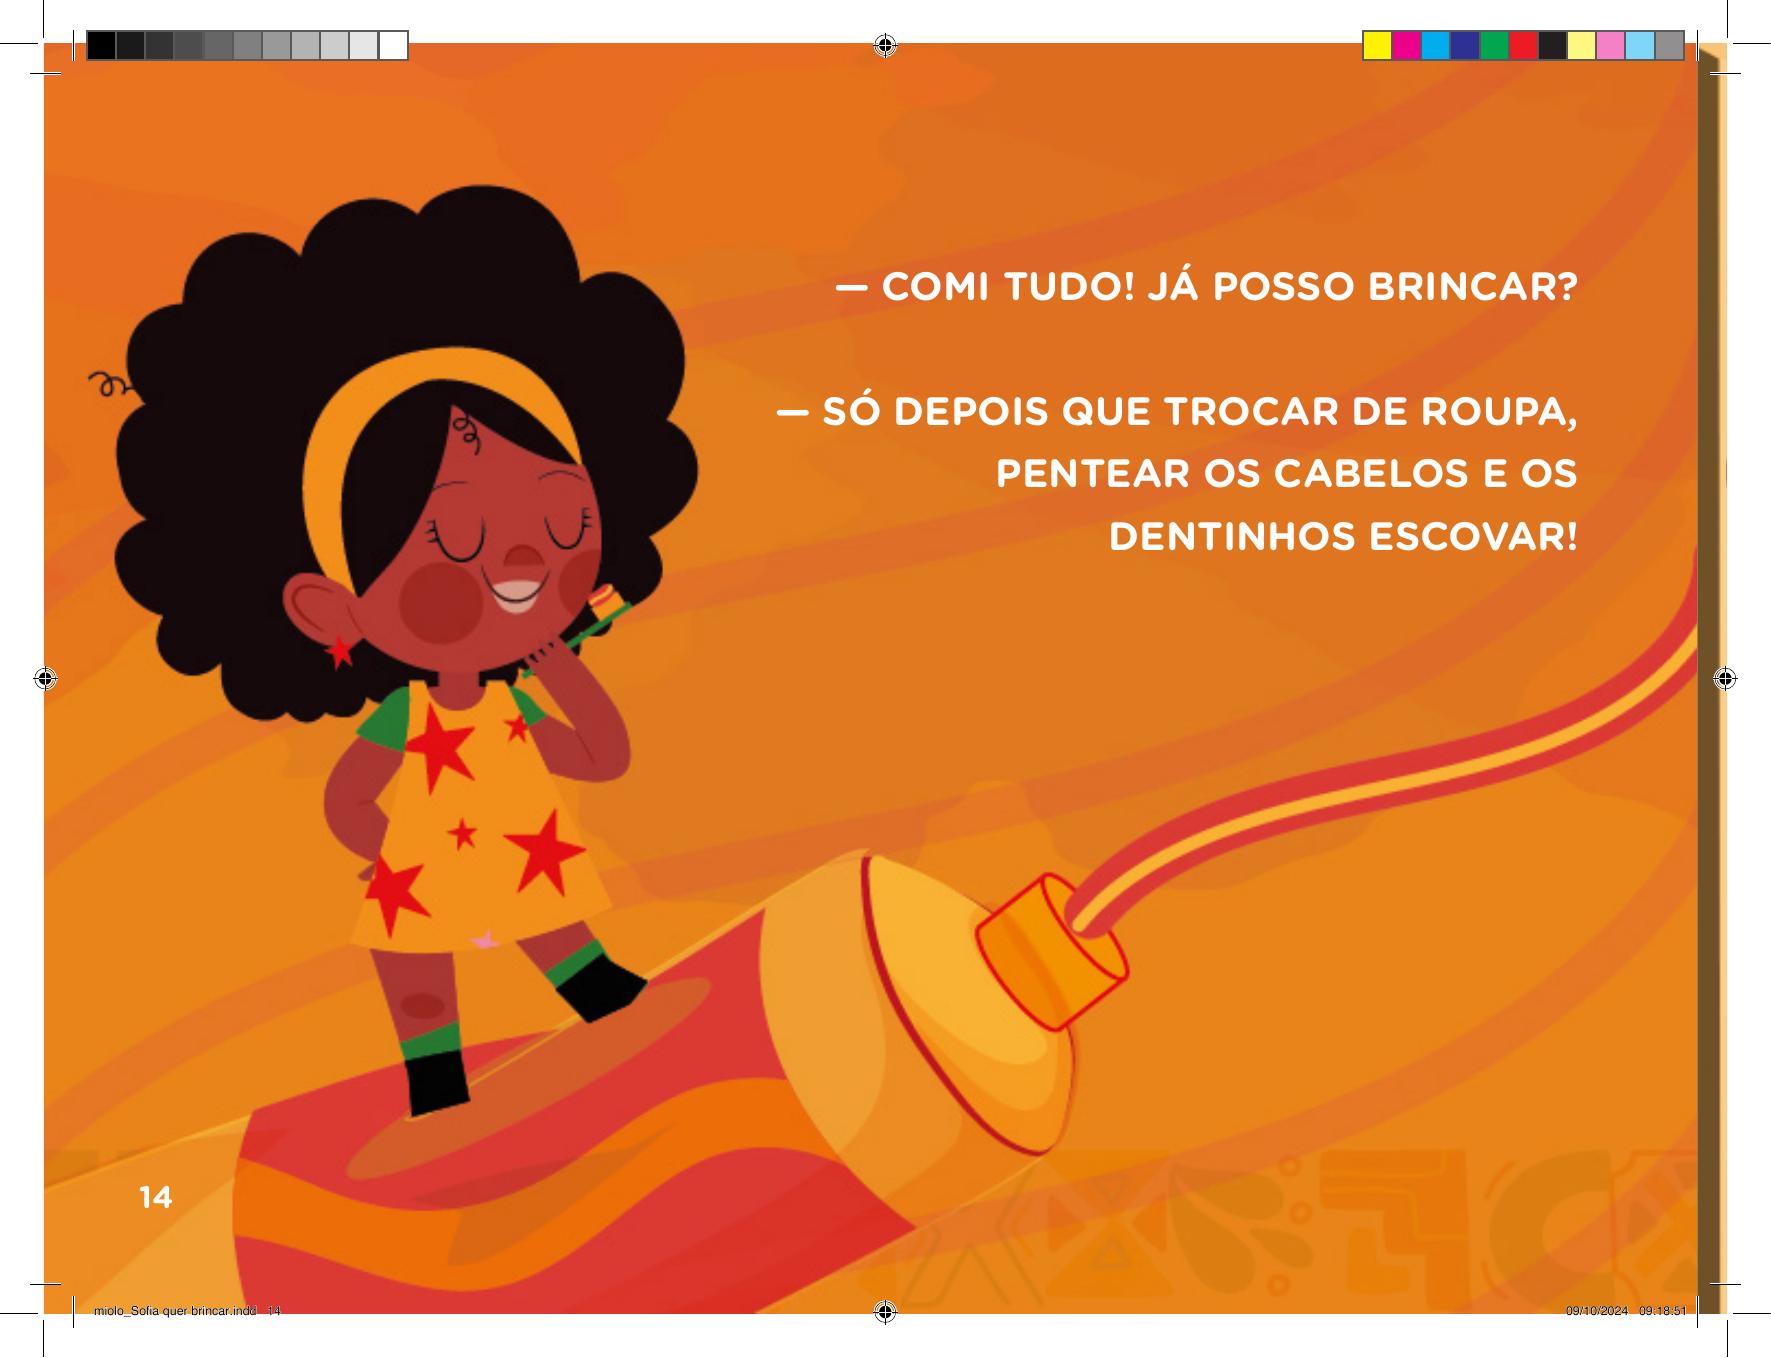 — COMI TUDO! JÁ POSSO BRINCAR?
— SÓ DEPOIS QUE TROCAR DE ROUPA,
PENTEAR OS CABELOS E OS
DENTINHOS ESCOVAR!
14
miolo_Sofia quer brincar.indd   14
09/10/2024   09:18:51